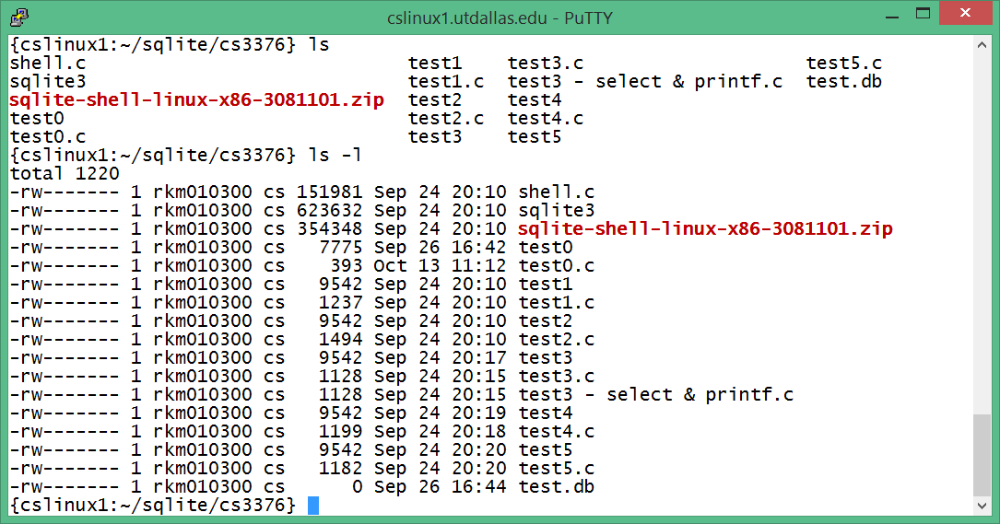 cslinux1.utdallas.edu - PuTTY
{cslinux1:~/sqlite/cs3376} ls
shell.c                             test1    test3.c                    test5.c
sqlite3                             test1.c  test3 - select & printf.c  test.db
sqlite-shell-linux-x86-3081101.zip  test2    test4
test0                               test2.c  test4.c
test0.c                             test3    test5
{cslinux1:~/sqlite/cs3376} ls -l
total 1220
-rw------- 1 rkm010300 cs 151981 Sep 24 20:10 shell.c
-rw------- 1 rkm010300 cs 623632 Sep 24 20:10 sqlite3
-rw------- 1 rkm010300 cs 354348 Sep 24 20:10 sqlite-shell-linux-x86-3081101.zip
-rw------- 1 rkm010300 cs   7775 Sep 26 16:42 test0
-rw------- 1 rkm010300 cs    393 Oct 13 11:12 test0.c
-rw------- 1 rkm010300 cs   9542 Sep 24 20:10 test1
-rw------- 1 rkm010300 cs   1237 Sep 24 20:10 test1.c
-rw------- 1 rkm010300 cs   9542 Sep 24 20:10 test2
-rw------- 1 rkm010300 cs   1494 Sep 24 20:10 test2.c
-rw------- 1 rkm010300 cs   9542 Sep 24 20:17 test3
-rw------- 1 rkm010300 cs   1128 Sep 24 20:15 test3.c
-rw------- 1 rkm010300 cs   1128 Sep 24 20:15 test3 - select & printf.c
-rw------- 1 rkm010300 cs   9542 Sep 24 20:19 test4
-rw------- 1 rkm010300 cs   1199 Sep 24 20:18 test4.c
-rw------- 1 rkm010300 cs   9542 Sep 24 20:20 test5
-rw------- 1 rkm010300 cs   1182 Sep 24 20:20 test5.c
-rw------- 1 rkm010300 cs      0 Sep 26 16:44 test.db
{cslinux1:~/sqlite/cs3376}